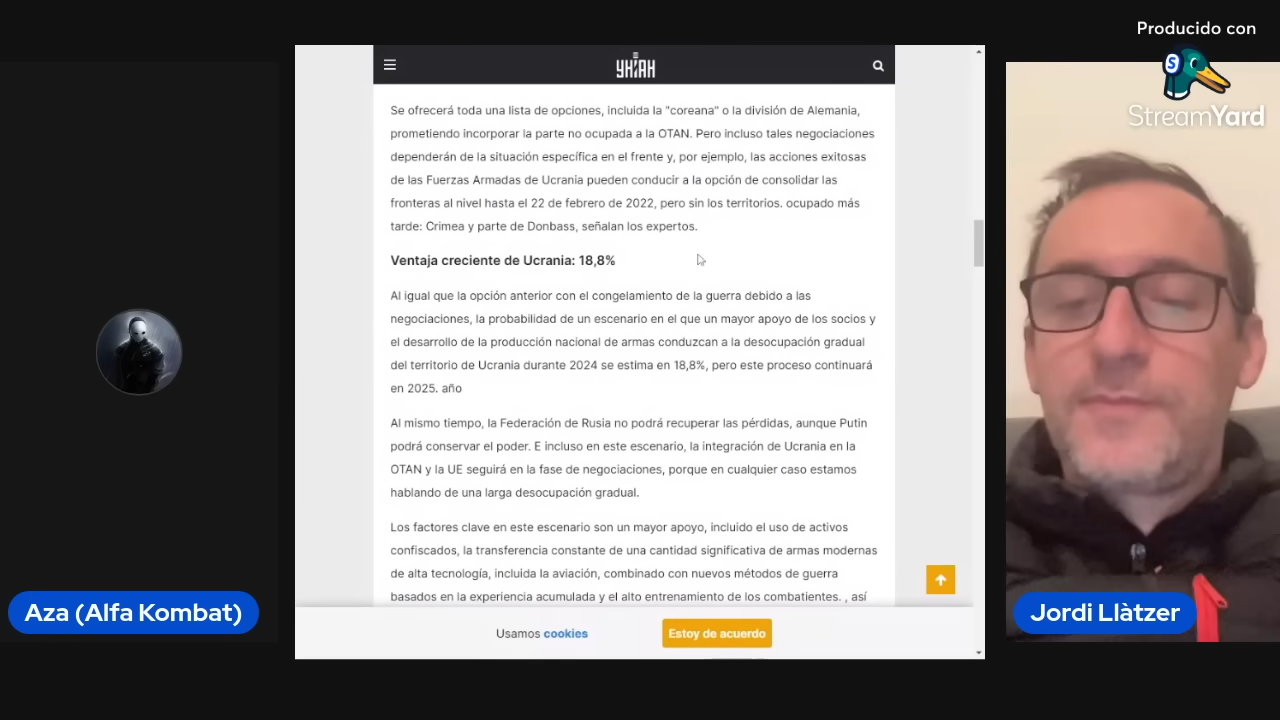 Producido con
StreamYard
УНІАН
Se ofrecerá toda una lista de opciones, incluida la "coreana" o la división de Alemania,
prometiendo incorporar la parte no ocupada a la OTAN. Pero incluso tales negociaciones
dependerán de la situación específica en el frente y, por ejemplo, las acciones exitosas
de las Fuerzas Armadas de Ucrania pueden conducir a la opción de consolidar las
fronteras al nivel hasta el 22 de febrero de 2022, pero sin los territorios. ocupado más
tarde: Crimea y parte de Donbass, señalan los expertos.
Ventaja creciente de Ucrania: 18,8%
Al igual que la opción anterior con el congelamiento de la guerra debido a las
negociaciones, la probabilidad de un escenario en el que un mayor apoyo de los socios y
el desarrollo de la producción nacional de armas conduzcan a la desocupación gradual
del territorio de Ucrania durante 2024 se estima en 18,8%, pero este proceso continuará
en 2025. año
Al mismo tiempo, la Federación de Rusia no podrá recuperar las pérdidas, aunque Putin
podrá conservar el poder. E incluso en este escenario, la integración de Ucrania en la
OTAN y la UE seguirá en la fase de negociaciones, porque en cualquier caso estamos
hablando de una larga desocupación gradual.
Los factores clave en este escenario son un mayor apoyo, incluido el uso de activos
confiscados, la transferencia constante de una cantidad significativa de armas modernas
de alta tecnología, incluida la aviación, combinado con nuevos métodos de guerra
basados en la experiencia acumulada y el alto entrenamiento de los combatientes. , así
Usamos cookies
Estoy de acuerdo
Aza (Alfa Kombat)
Jordi Llàtzer